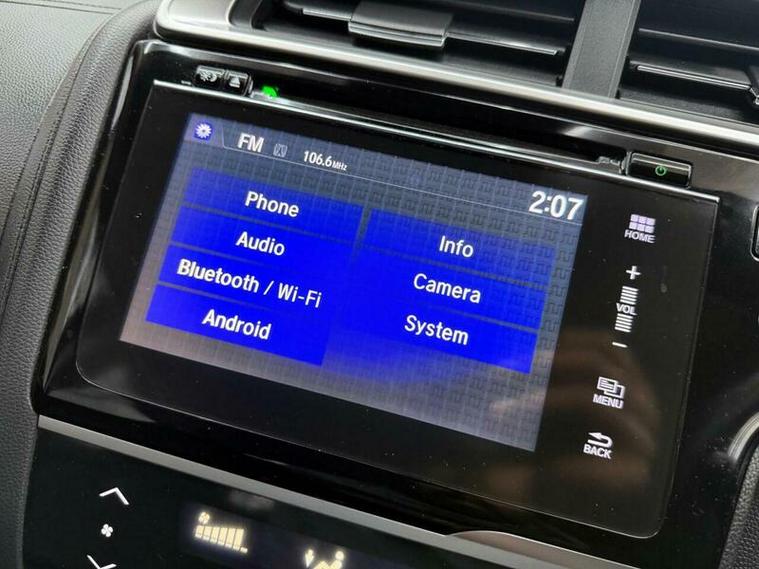 FM 106.6MHz
2:07
Phone
Info
Audio
Camera
Bluetooth / Wi-Fi
System
Android
HOME
+
VOL
−
MENU
BACK